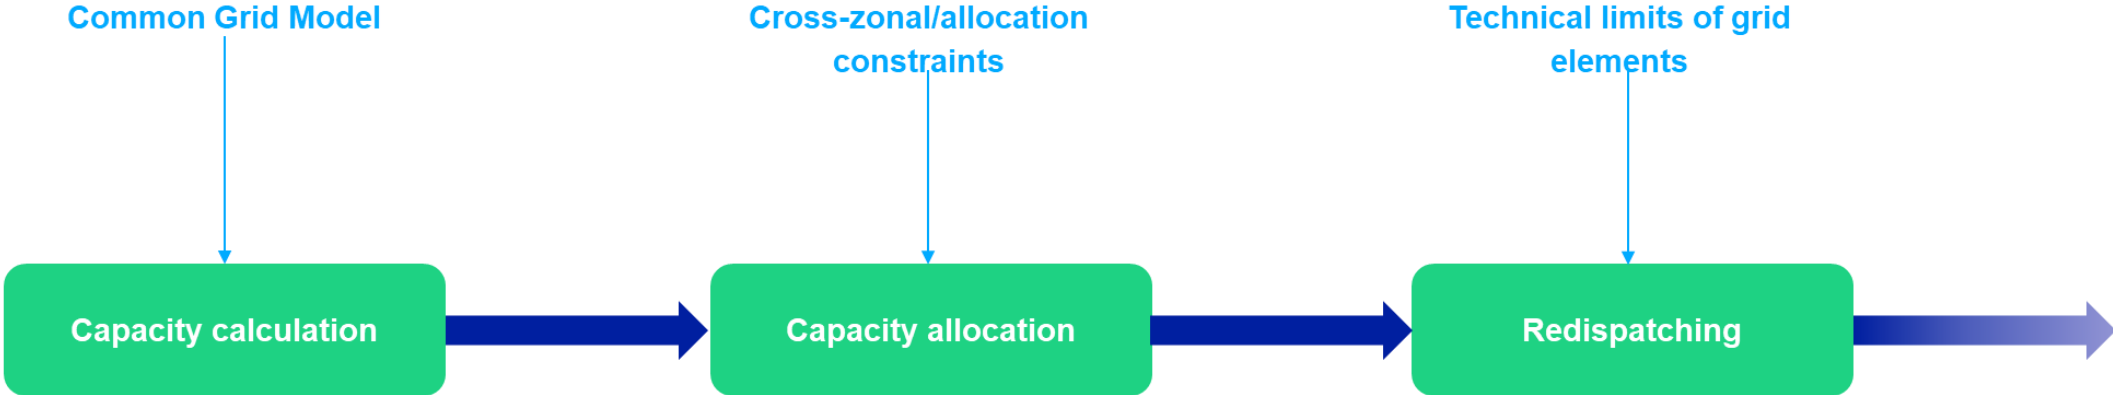 Common Grid Model
Cross-zonal/allocation
constraints
Technical limits of grid
elements
Capacity calculation
Capacity allocation
Redispatching